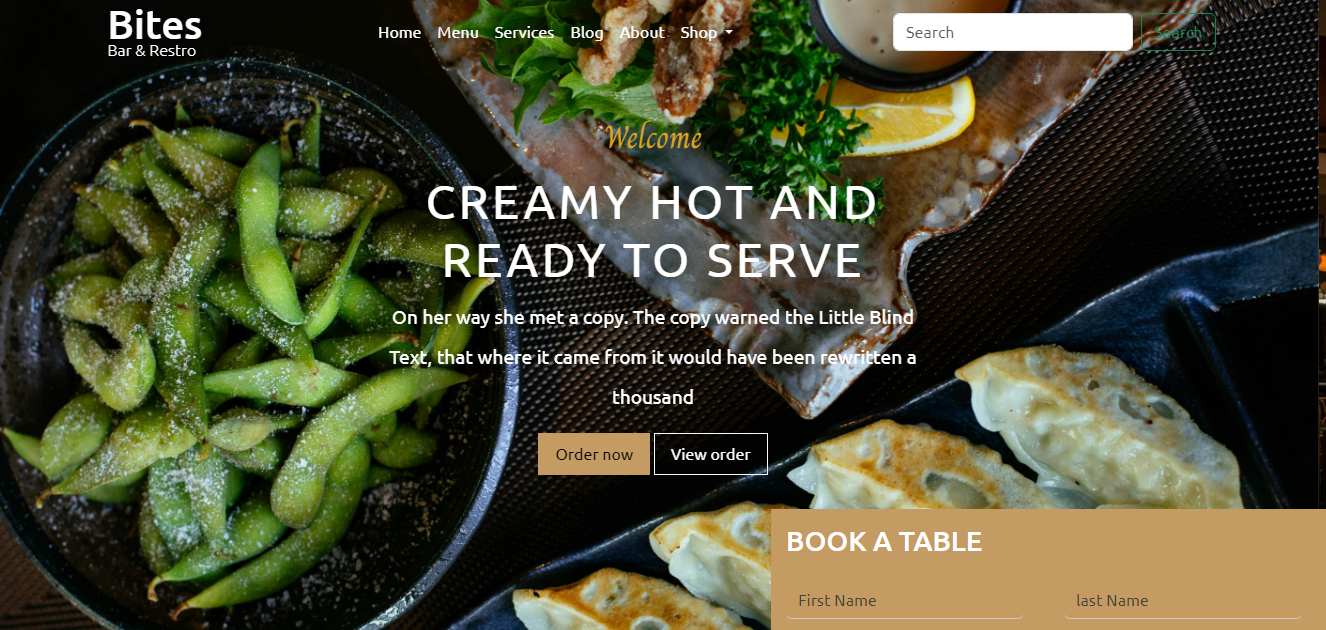 Bites
Bar & Restro
Home Menu Services Blog About Shop
Search
Search
Welcome
CREAMY HOT AND
READY TO SERVE
On her way she met a copy. The copy warned the Little Blind
Text, that where it came from it would have been rewritten a
thousand
Order now View order
BOOK A TABLE
First Name last Name